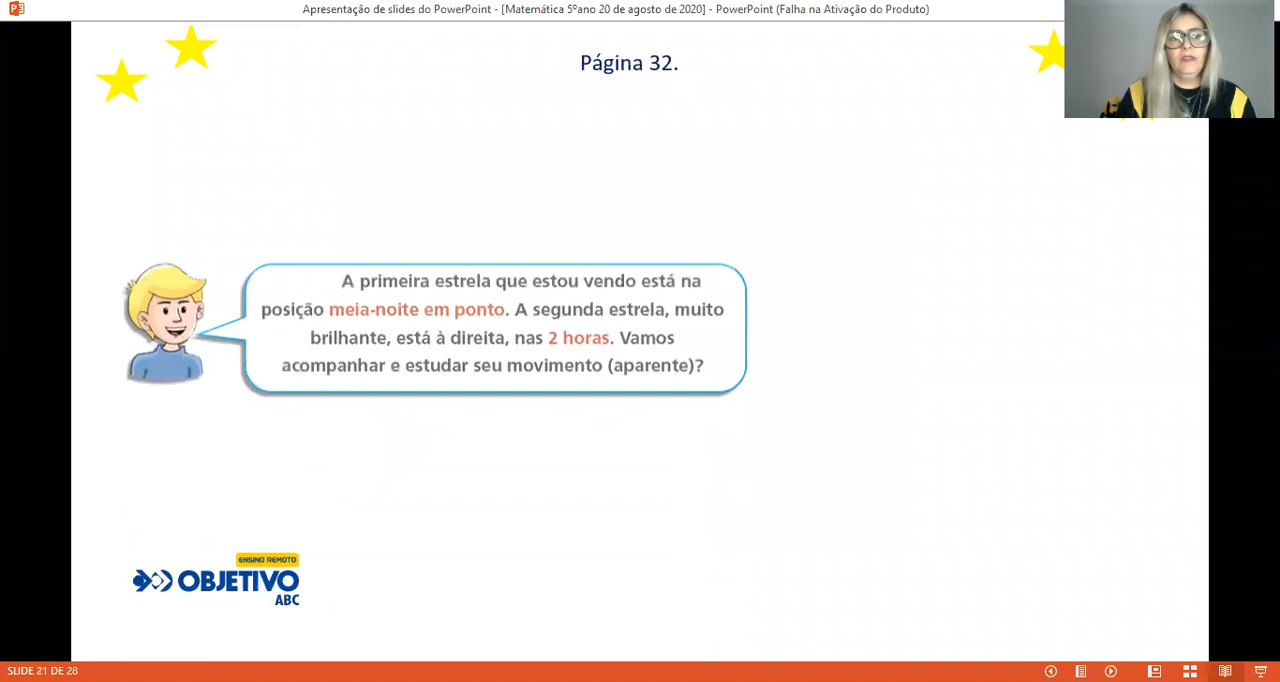 Apresentação de slides do PowerPoint - [Matemática 5ºano 20 de agosto de 2020] - PowerPoint (Falha na Ativação do Produto)
Página 32.
A primeira estrela que estou vendo está na
posição meia-noite em ponto. A segunda estrela, muito
brilhante, está à direita, nas 2 horas. Vamos
acompanhar e estudar seu movimento (aparente)?
ENSINO REMOTO
OBJETIVO
ABC
SLIDE 21 DE 28